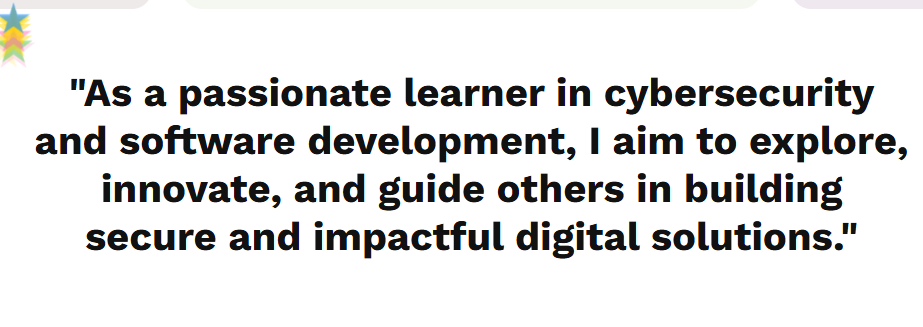 "As a passionate learner in cybersecurity
and software development, I aim to explore,
innovate, and guide others in building
secure and impactful digital solutions."